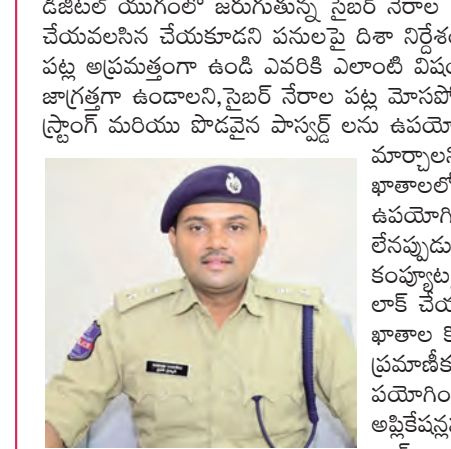 డిజిటల్ యుగంలో జరుగుతున్న సైబర్ నేరాల
చేయవలసిన చేయకూడని పనులపై దిశా నిర్దేశం
పట్ల అప్రమత్తంగా ఉండి ఎవరికి ఎలాంటి విషం
జాగ్రత్తగా ఉండాలని,సైబర్ నేరాల పట్ల మోసపో
స్ట్రాంగ్ మరియు పొడవైన పాస్వర్డ్ లను ఉపయో
మార్చాలని
ఖాతాలలో
ఉపయోగి
లేనప్పుడు
కంప్యూట
లాక్ చేయ
ఖాతాల క
ప్రమాణీక
పయోగిం
అప్లికేషన్ల